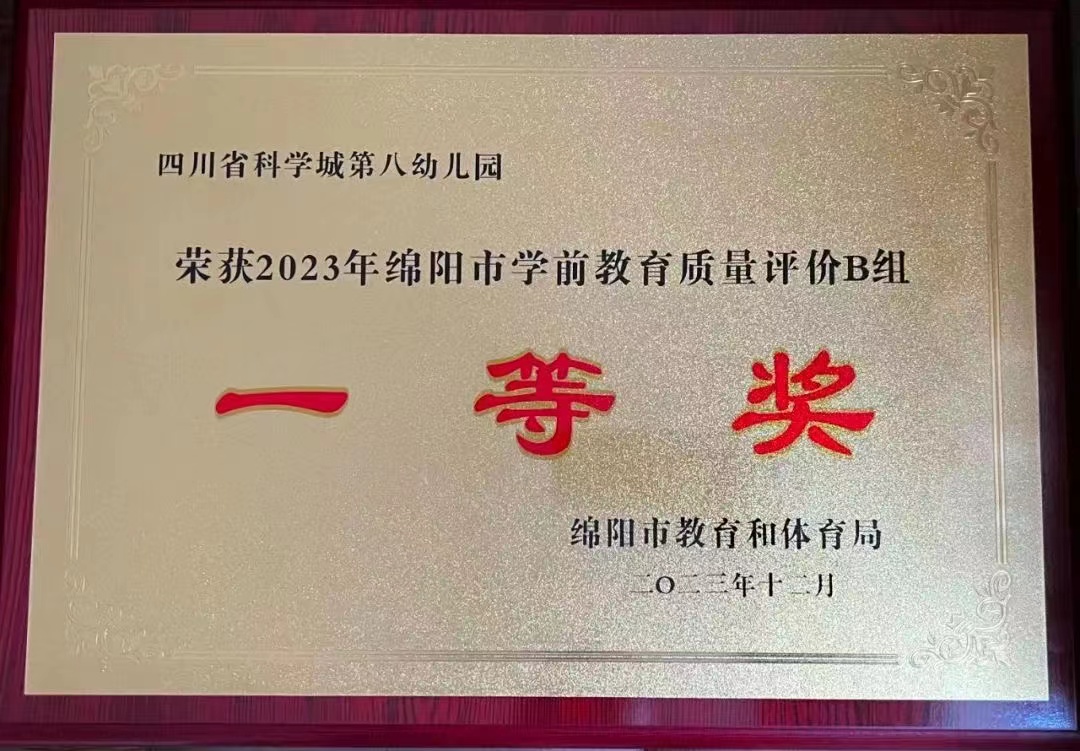 四川省科学城第八幼儿园
荣获2023年绵阳市学前教育质量评价B组
一等奖
绵阳市教育和体育局
二〇二三年十二月